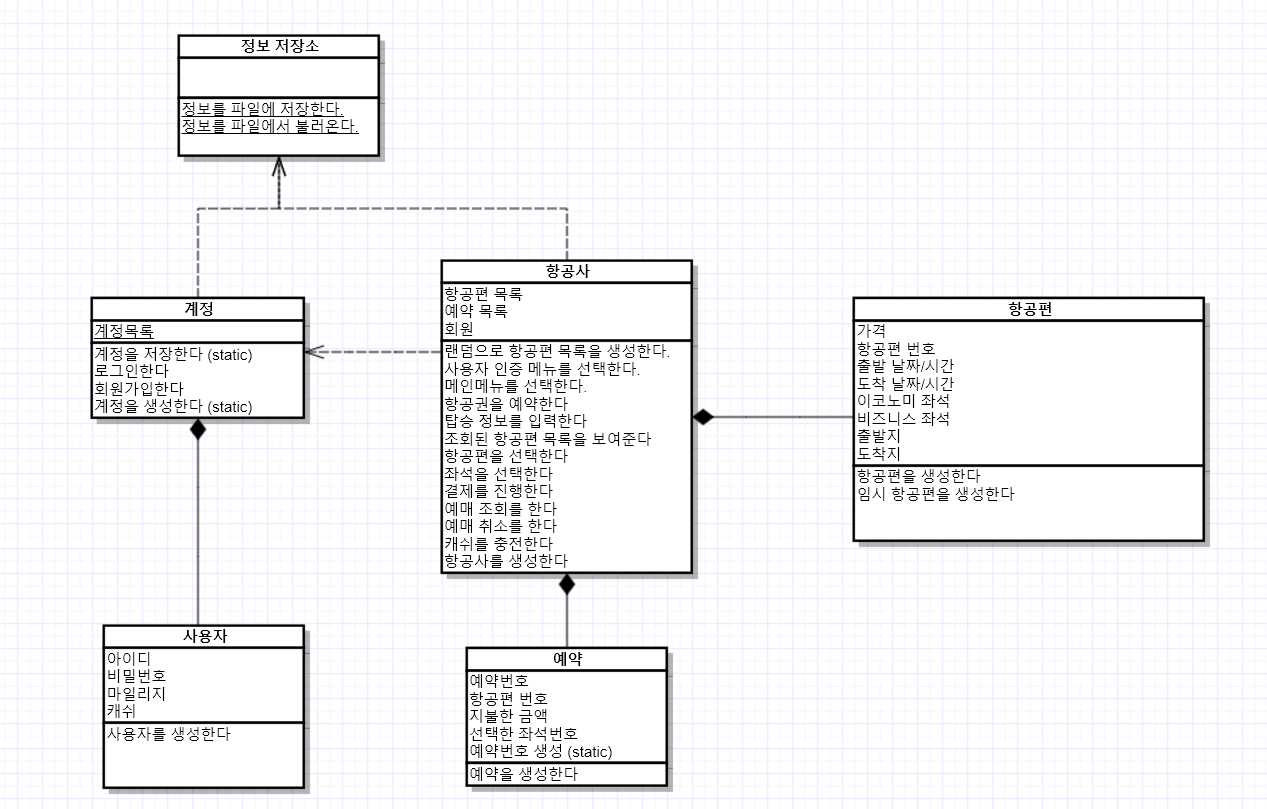 정보 저장소
정보를 파일에 저장한다.
정보를 파일에서 불러온다.
계정
계정목록
계정을 저장한다 (static)
로그인한다
회원가입한다
계정을 생성한다 (static)
항공사
항공편 목록
예약 목록
회원
랜덤으로 항공편 목록을 생성한다.
사용자 인증 메뉴를 선택한다.
메인메뉴를 선택한다.
항공권을 예약한다
탑승 정보를 입력한다
조회된 항공편 목록을 보여준다
항공편을 선택한다
좌석을 선택한다
결제를 진행한다
예매 조회를 한다
예매 취소를 한다
캐쉬를 충전한다
항공사를 생성한다
항공편
가격
항공편 번호
출발 날짜/시간
도착 날짜/시간
이코노미 좌석
비즈니스 좌석
출발지
도착지
항공편을 생성한다
임시 항공편을 생성한다
사용자
아이디
비밀번호
마일리지
캐쉬
사용자를 생성한다
예약
예약번호
항공편 번호
지불한 금액
선택한 좌석번호
예약번호 생성 (static)
예약을 생성한다